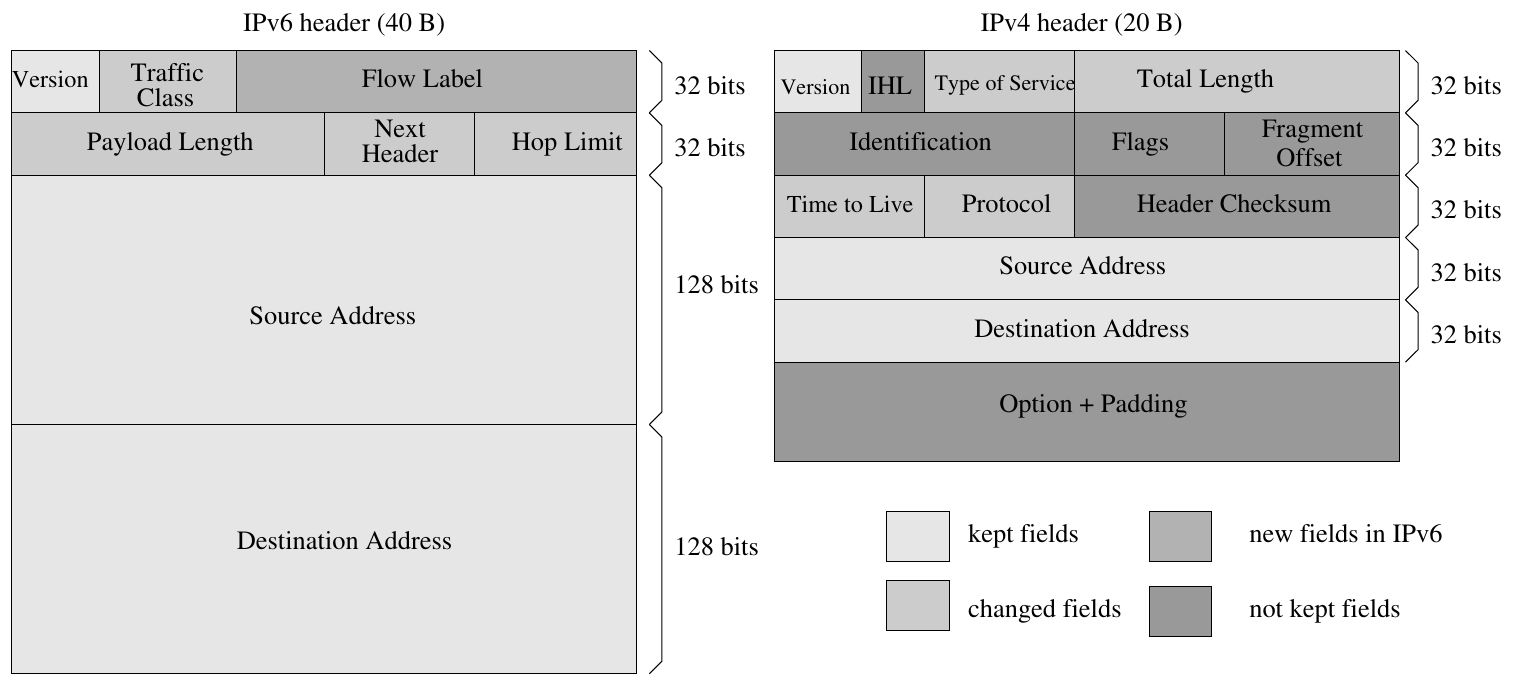 IPv6 header (40 B)
Version
Traffic
Class
Flow Label
32 bits
Payload Length
Next
Header
Hop Limit
32 bits
Source Address
128 bits
Destination Address
128 bits
IPv4 header (20 B)
Version
IHL
Type of Service
Total Length
32 bits
Identification
Flags
Fragment
Offset
32 bits
Time to Live
Protocol
Header Checksum
32 bits
Source Address
32 bits
Destination Address
32 bits
Option + Padding
kept fields
new fields in IPv6
changed fields
not kept fields